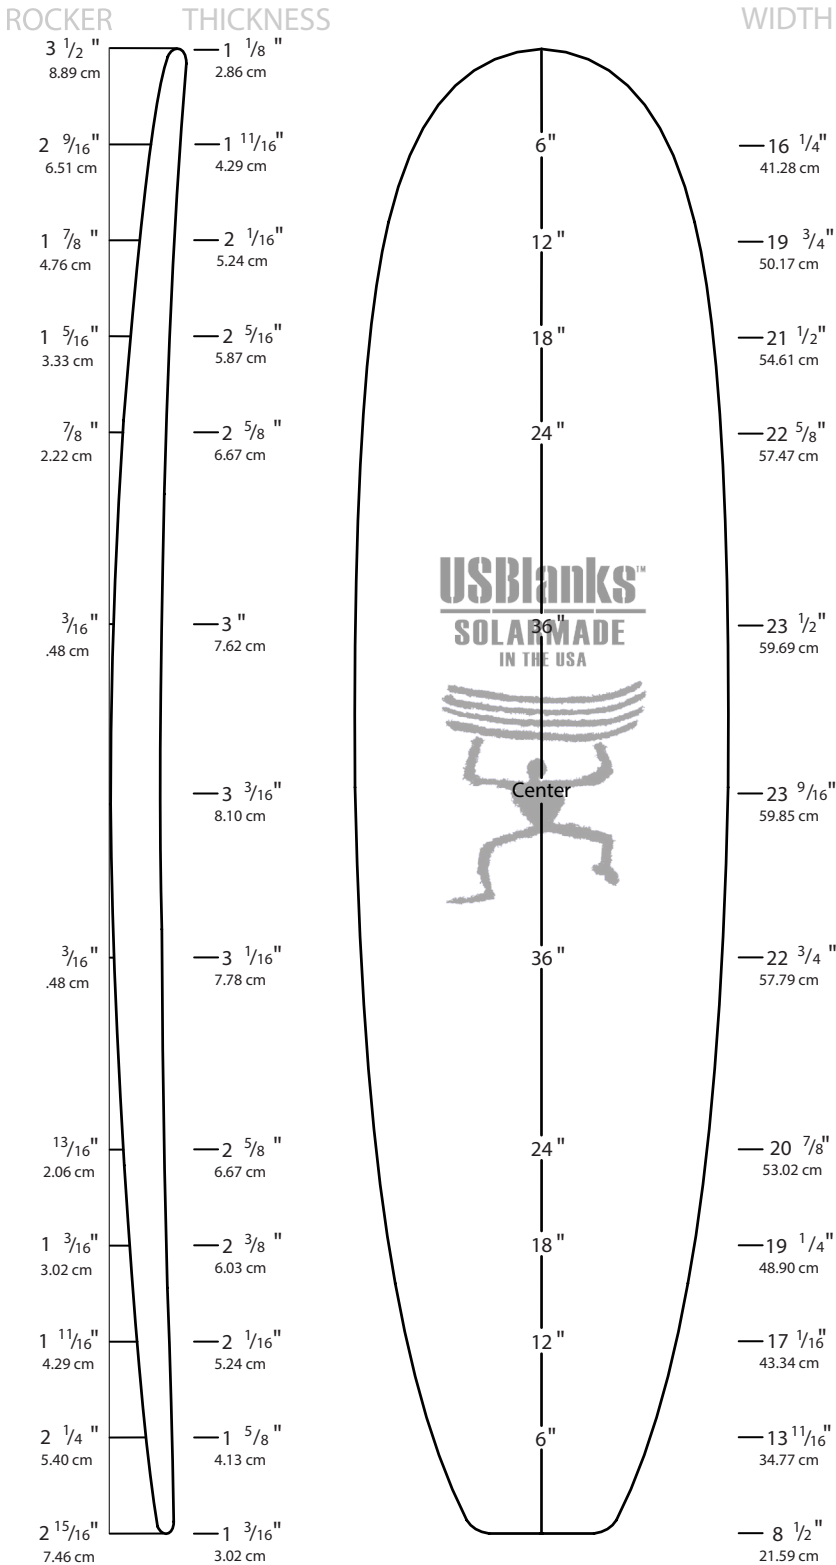 ROCKER THICKNESS WIDTH
3 1/2 " 1 1/8 "
8.89 cm 2.86 cm
2 9/16" 1 11/16" 6" 16 1/4"
6.51 cm 4.29 cm 41.28 cm
1 7/8 " 2 1/16" 12" 19 3/4"
4.76 cm 5.24 cm 50.17 cm
1 5/16" 2 5/16" 18" 21 1/2"
3.33 cm 5.87 cm 54.61 cm
7/8 " 2 5/8 " 24" 22 5/8"
2.22 cm 6.67 cm 57.47 cm
USBlanks™
3/16" 3 " SOLARMADE 36" 23 1/2"
.48 cm 7.62 cm 59.69 cm
IN THE USA
3 3/16" Center 23 9/16"
8.10 cm 59.85 cm
3/16" 3 1/16" 36" 22 3/4 "
.48 cm 7.78 cm 57.79 cm
13/16" 2 5/8 " 24" 20 7/8"
2.06 cm 6.67 cm 53.02 cm
1 3/16" 2 3/8 " 18" 19 1/4"
3.02 cm 6.03 cm 48.90 cm
1 11/16" 2 1/16" 12" 17 1/16"
4.29 cm 5.24 cm 43.34 cm
2 1/4 " 1 5/8 " 6" 13 11/16"
5.40 cm 4.13 cm 34.77 cm
2 15/16" 1 3/16" 8 1/2"
7.46 cm 3.02 cm 21.59 cm